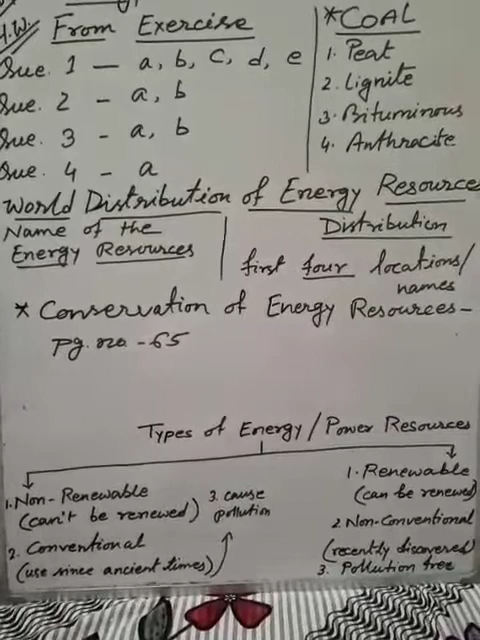 H.W. From Exercise
Que. 1 — a, b, c, d, e
Que. 2 - a, b
Que. 3 - a, b
Que. 4 - a
*COAL
1. Peat
2. Lignite
3. Bituminous
4. Anthracite
World Distribution of Energy Resource
Name of the
Energy Resources
Distribution
first four locations/
names
* Conservation of Energy Resources-
Pg. no - 65
Types of Energy/Power Resources
1. Non-Renewable
(can't be renewed)
2. Conventional
(use since ancient times)
3. cause
pollution
1. Renewable
(can be renewed)
2. Non-Conventional
(recently discovered)
3. Pollution free